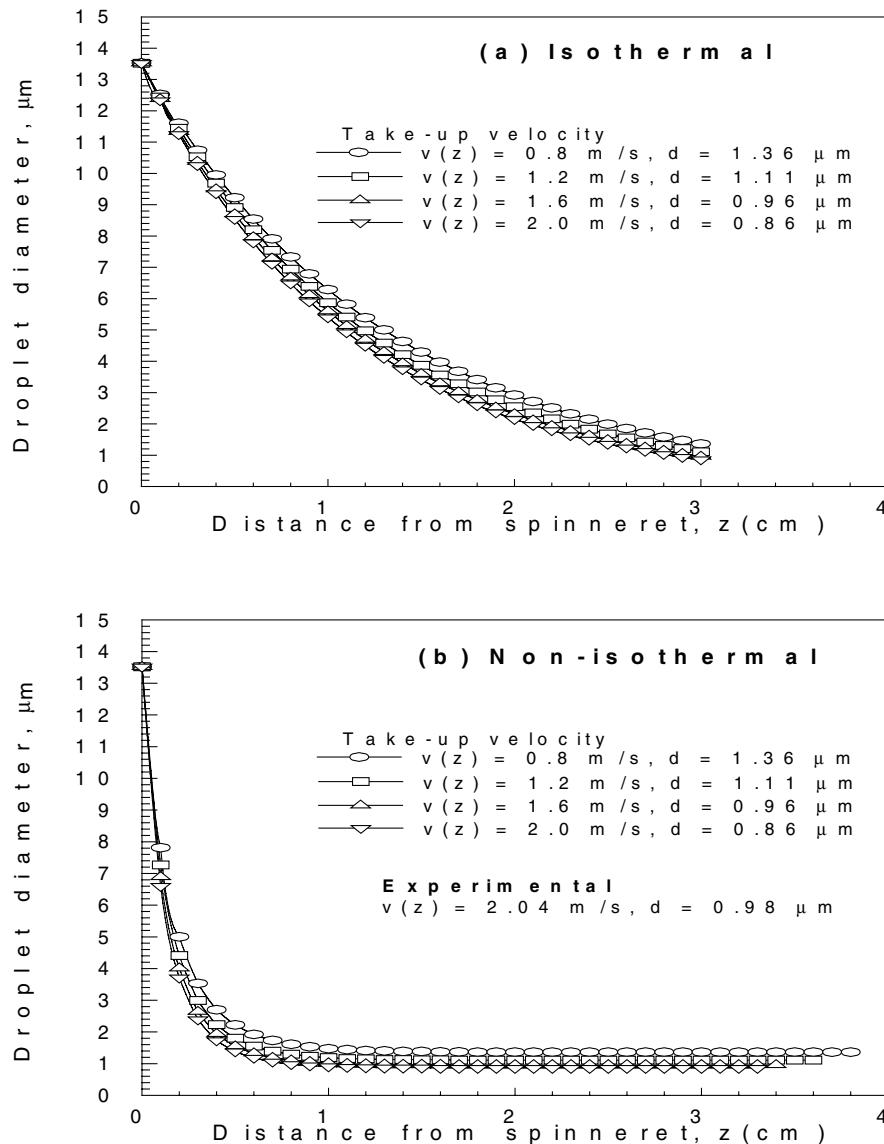 (a) Isothermal
Droplet diameter, μm
15
14
13
12
11
10
9
8
7
6
5
4
3
2
1
0
Take-up velocity
v(z) = 0.8 m/s, d = 1.36 μm
v(z) = 1.2 m/s, d = 1.11 μm
v(z) = 1.6 m/s, d = 0.96 μm
v(z) = 2.0 m/s, d = 0.86 μm
0 1 2 3 4
Distance from spinneret, z(cm)
(b) Non-isothermal
Droplet diameter, μm
15
14
13
12
11
10
8
7
6
5
4
3
2
1
0
Take-up velocity
v(z) = 0.8 m/s, d = 1.36 μm
v(z) = 1.2 m/s, d = 1.11 μm
v(z) = 1.6 m/s, d = 0.96 μm
v(z) = 2.0 m/s, d = 0.86 μm
Experimental
v(z) = 2.04 m/s, d = 0.98 μm
0 1 2 3 4
Distance from spinneret, z(cm)